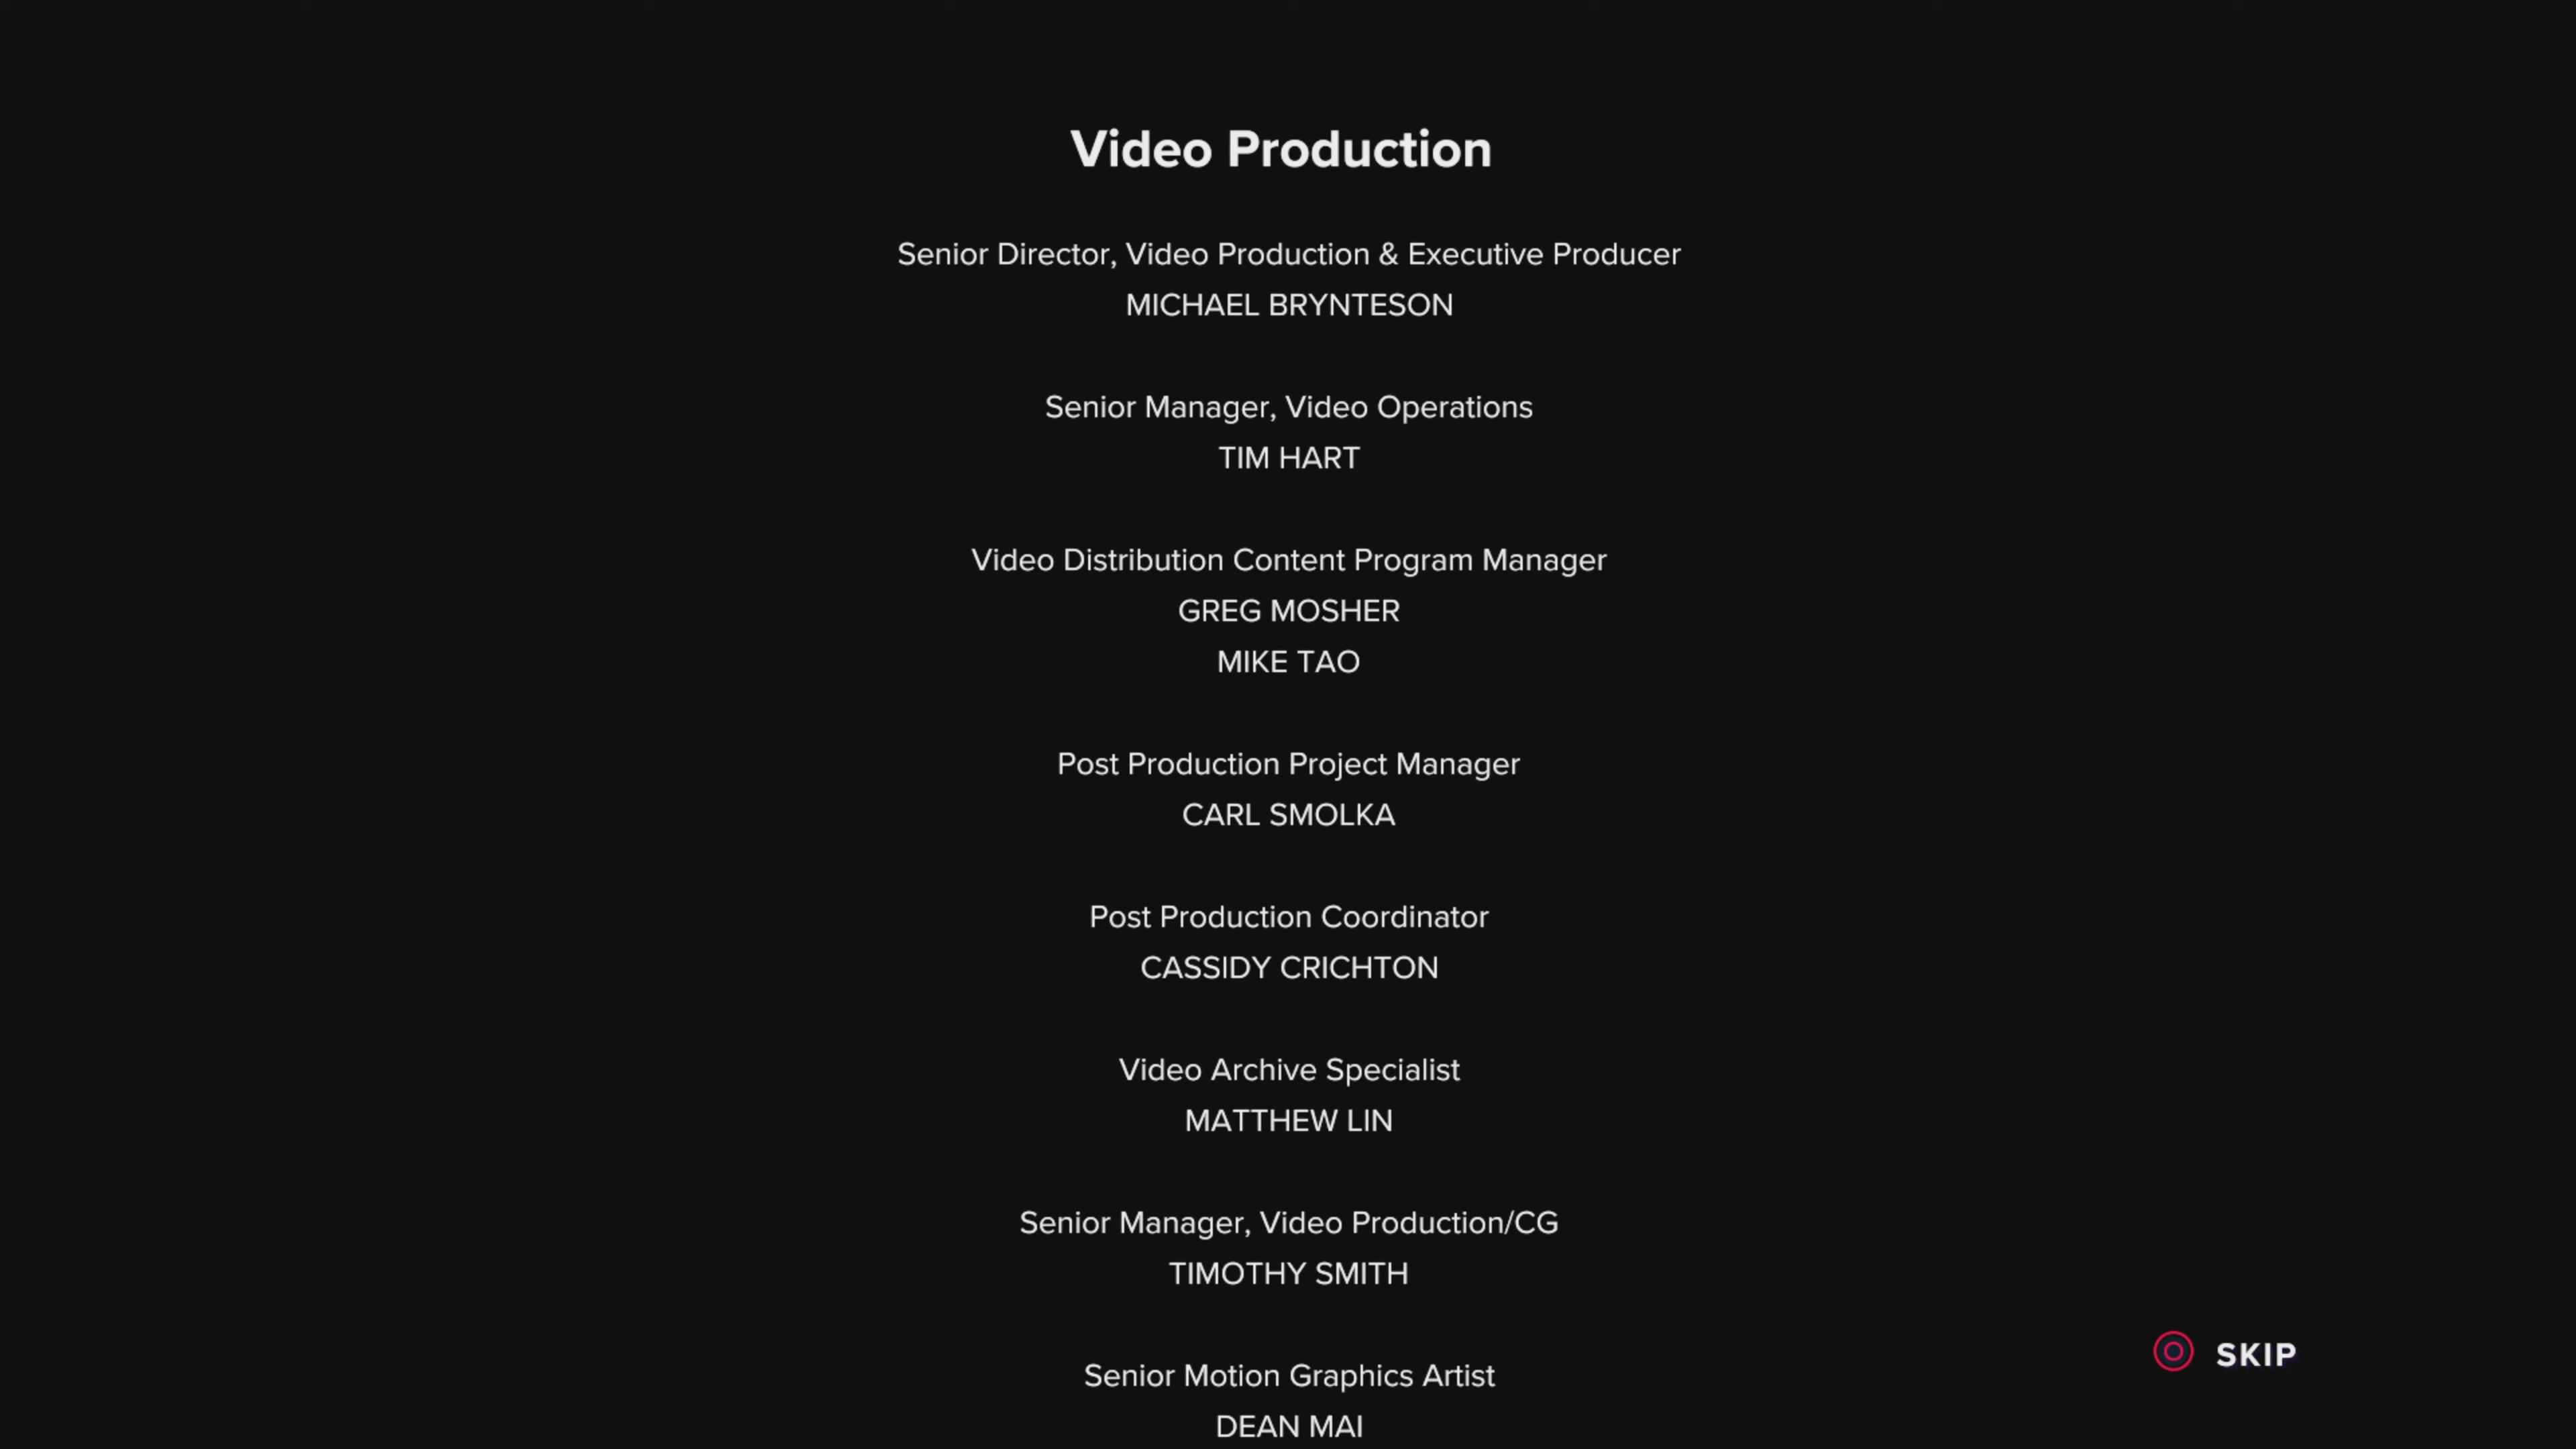 Video Production
Senior Director, Video Production & Executive Producer
MICHAEL BRYNTESON
Senior Manager, Video Operations
TIM HART
Video Distribution Content Program Manager
GREG MOSHER
MIKE TAO
Post Production Project Manager
CARL SMOLKA
Post Production Coordinator
CASSIDY CRICHTON
Video Archive Specialist
MATTHEW LIN
Senior Manager, Video Production/CG
TIMOTHY SMITH
SKIP
Senior Motion Graphics Artist
DEAN MAI